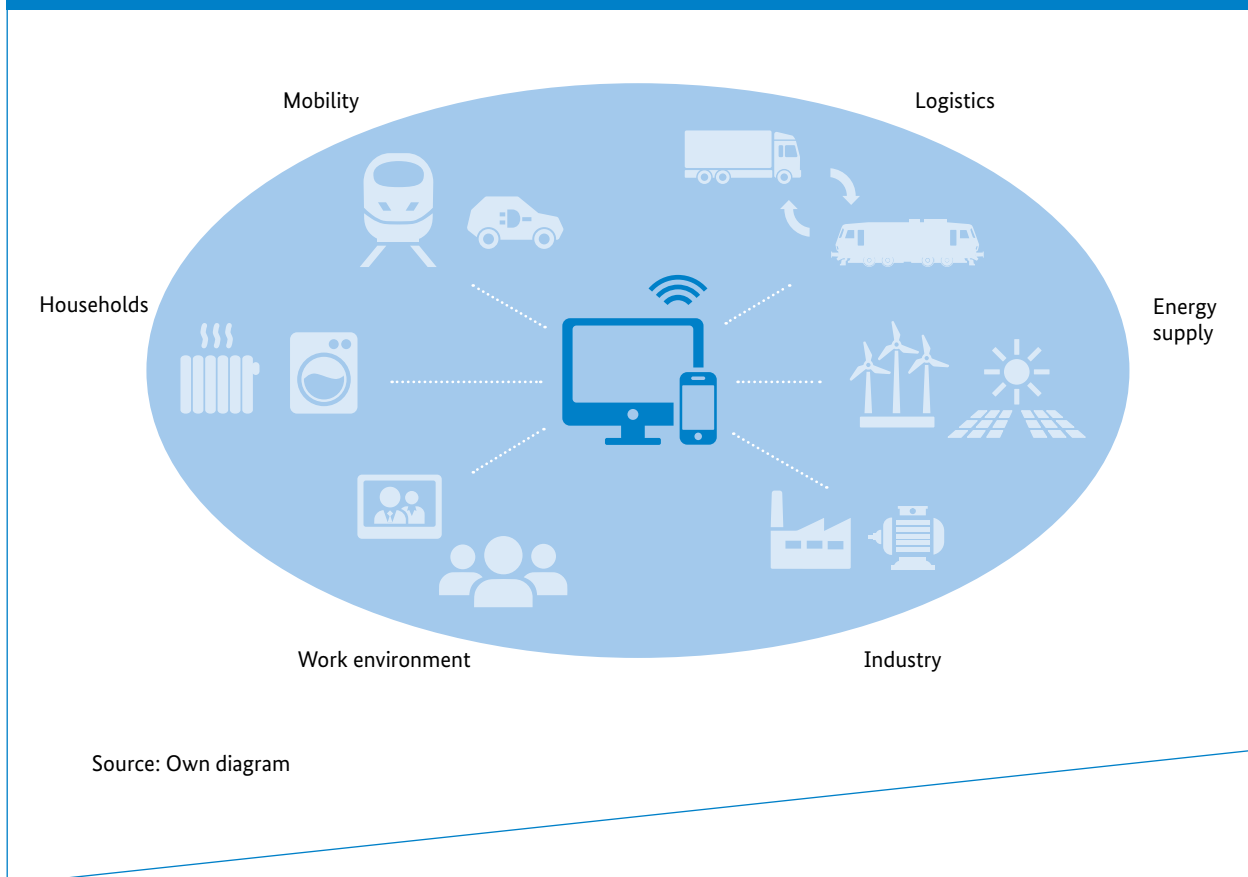 Mobility
Logistics
Households
Energy
supply
Work environment
Industry
Source: Own diagram